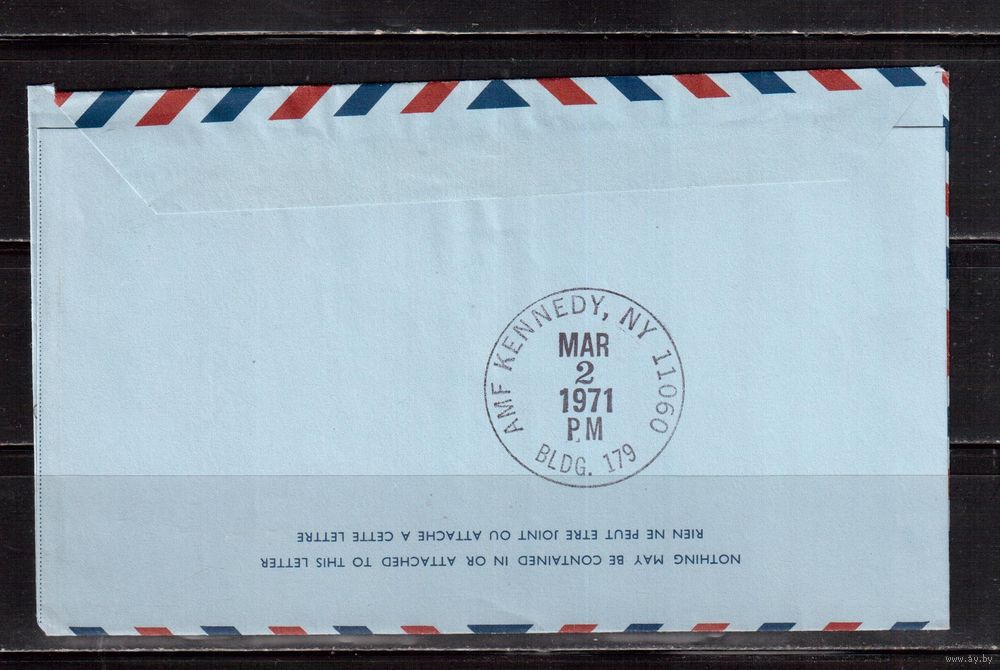 AMF KENNEDY, NY 11060
MAR
2
1971
PM
BLDG. 179
NOTHING MAY BE CONTAINED IN OR ATTACHED TO THIS LETTER
RIEN NE PEUT ETRE JOINT OU ATTACHE A CETTE LETTRE
www.ay.by